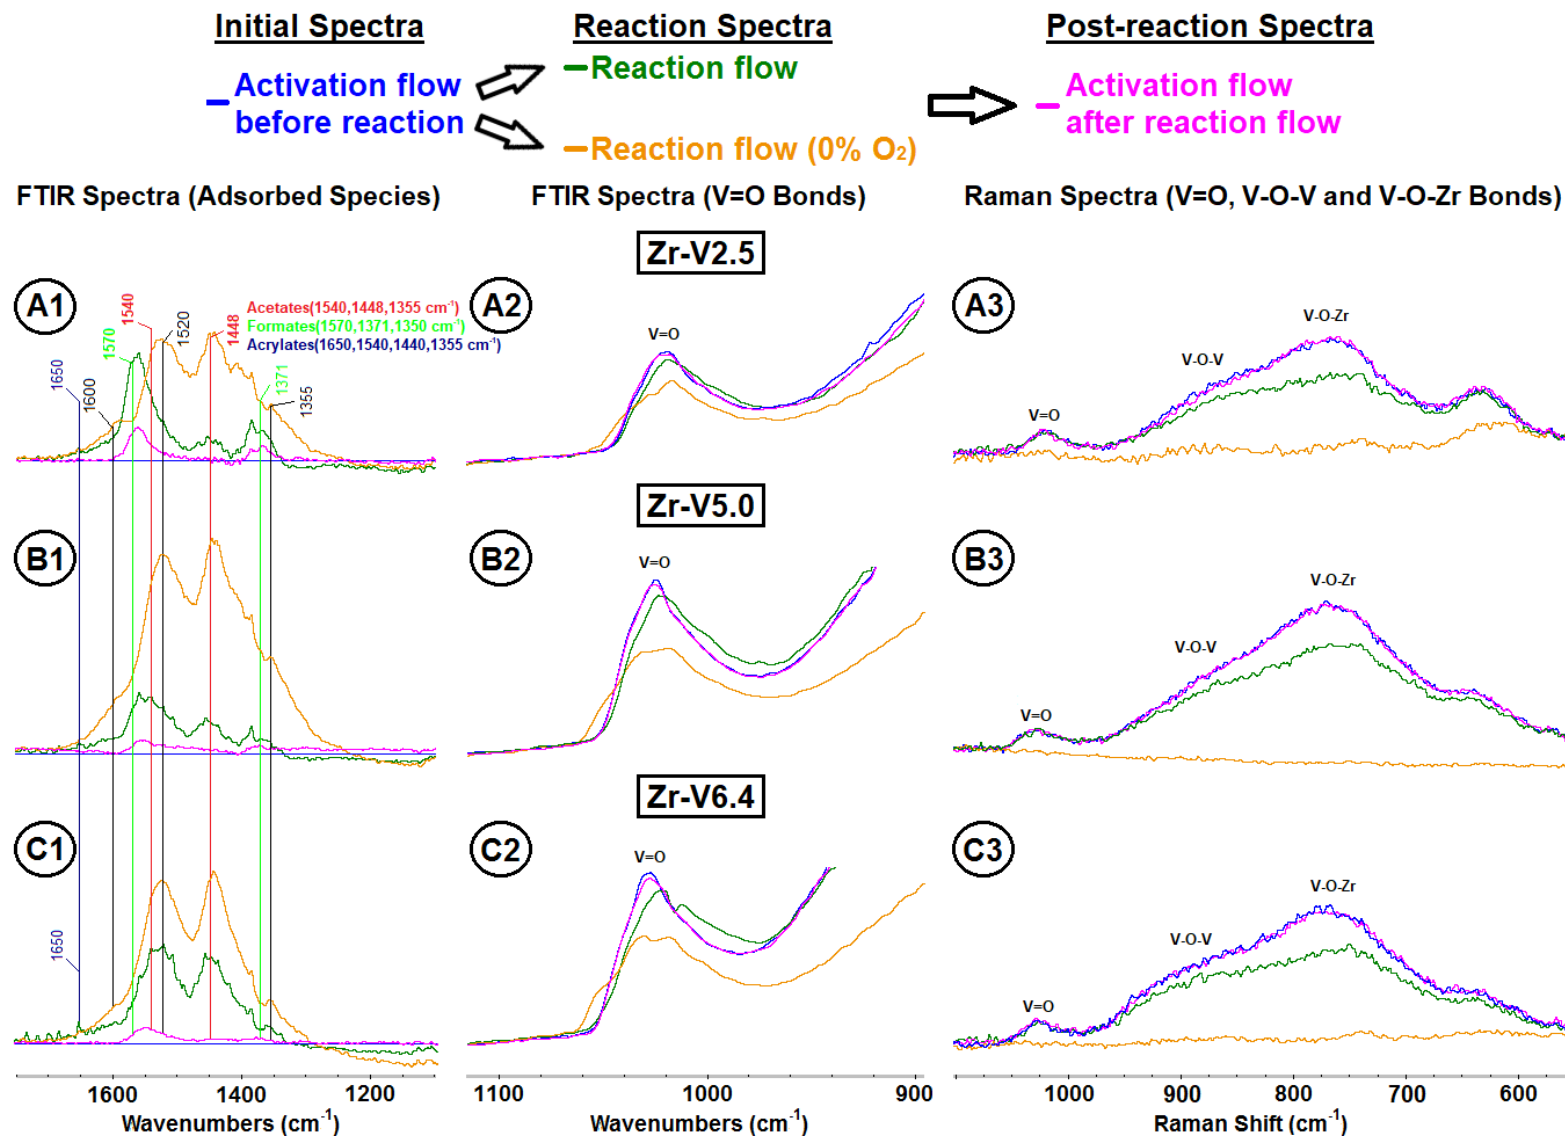 Initial Spectra
Reaction Spectra
Post-reaction Spectra
Activation flow
before reaction
Reaction flow
Reaction flow (0% O₂)
Activation flow
after reaction flow
FTIR Spectra (Adsorbed Species)
FTIR Spectra (V=O Bonds)
Raman Spectra (V=O, V-O-V and V-O-Zr Bonds)
Zr-V2.5
A1
1650
1600
1570
1540
1520
1448
Acetates(1540,1448,1355 cm⁻¹)
Formates(1570,1371,1350 cm⁻¹)
Acrylates(1650,1540,1440,1355 cm⁻¹)
1371
1355
A2
V=O
A3
V=O
V-O-V
V-O-Zr
Zr-V5.0
B1
B2
V=O
B3
V=O
V-O-V
V-O-Zr
Zr-V6.4
C1
1650
C2
V=O
C3
V=O
V-O-V
V-O-Zr
1600 1400 1200
Wavenumbers (cm⁻¹)
1100 1000 900
Wavenumbers (cm⁻¹)
1000 900 800 700 600
Raman Shift (cm⁻¹)